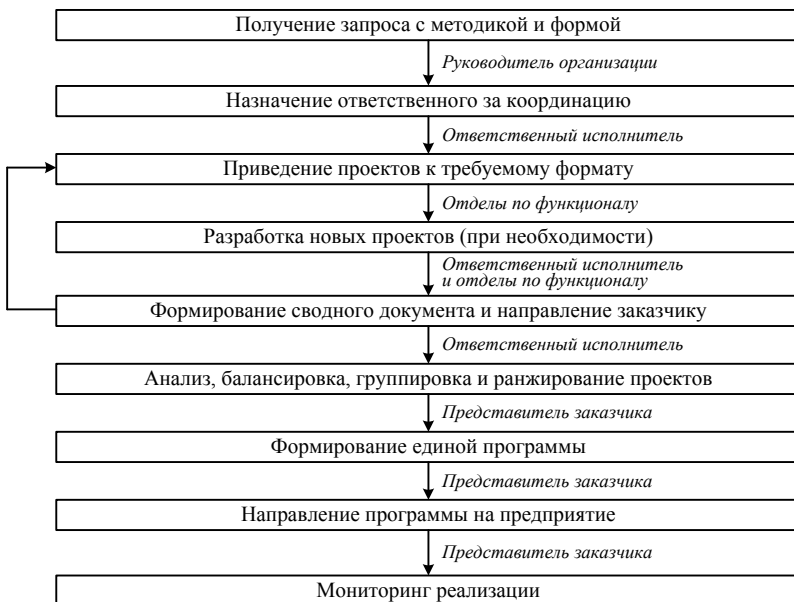 Получение запроса с методикой и формой
Руководитель организации
Назначение ответственного за координацию
Ответственный исполнитель
Приведение проектов к требуемому формату
Отделы по функционалу
Разработка новых проектов (при необходимости)
Ответственный исполнитель
и отделы по функционалу
Формирование сводного документа и направление заказчику
Ответственный исполнитель
Анализ, балансировка, группировка и ранжирование проектов
Представитель заказчика
Формирование единой программы
Представитель заказчика
Направление программы на предприятие
Представитель заказчика
Мониторинг реализации